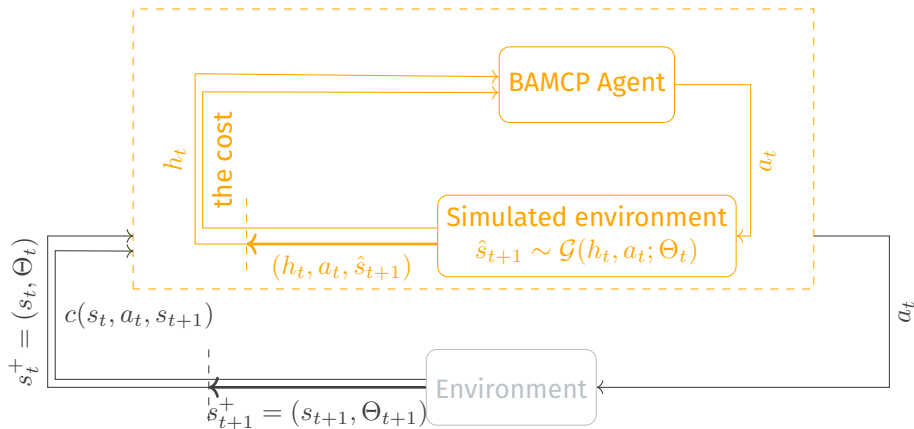 BAMCP Agent
h_t
the cost
a_t
Simulated environment
ŝ_{t+1} ∼ 𝒢(h_t, a_t; Θ_t)
(h_t, a_t, ŝ_{t+1})
s_t^+ = (s_t, Θ_t)
c(s_t, a_t, s_{t+1})
a_t
Environment
s_{t+1}^+ = (s_{t+1}, Θ_{t+1})